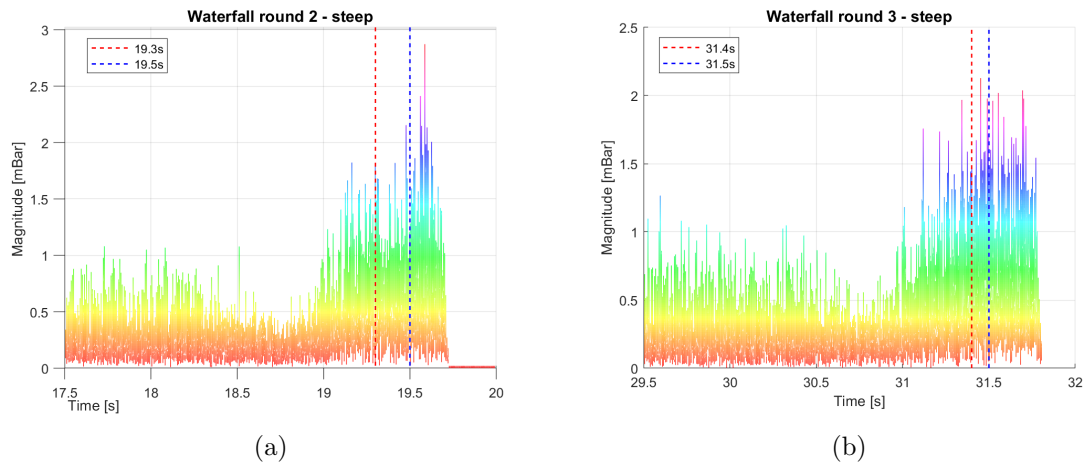 Waterfall round 2 - steep
3
2.5
2
1.5
1
0.5
0
Magnitude [mBar]
19.3s
19.5s
17.5 18 18.5 19 19.5 20
Time [s]
(a)
Waterfall round 3 - steep
2.5
2
1.5
1
0.5
0
Magnitude [mBar]
31.4s
31.5s
29.5 30 30.5 31 31.5 32
Time [s]
(b)